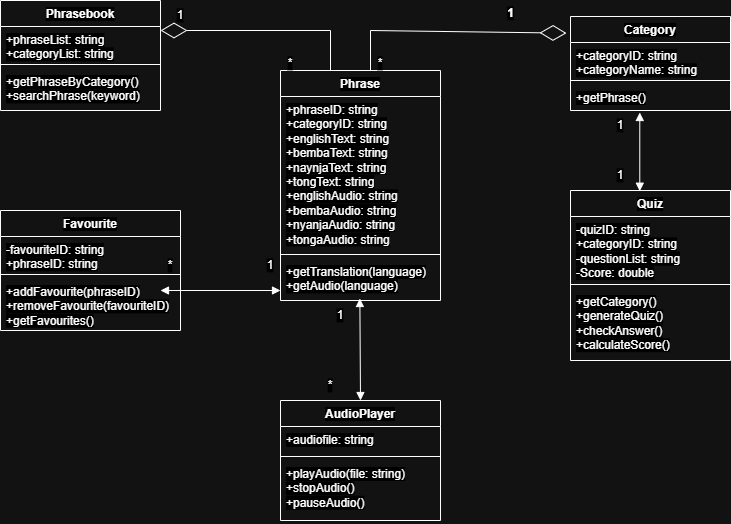 Phrasebook
+phraseList: string
+categoryList: string
+getPhraseByCategory()
+searchPhrase(keyword)
1
*
1
*
Category
+categoryID: string
+categoryName: string
+getPhrase()
1
1
Phrase
+phraseID: string
+categoryID: string
+englishText: string
+bembaText: string
+naynjaText: string
+tongText: string
+englishAudio: string
+bembaAudio: string
+nyanjaAudio: string
+tongaAudio: string
+getTranslation(language)
+getAudio(language)
Quiz
-quizID: string
+categoryID: string
-questionList: string
-Score: double
+getCategory()
+generateQuiz()
+checkAnswer()
+calculateScore()
Favourite
-favouriteID: string
+phraseID: string
+addFavourite(phraseID)
+removeFavourite(favouriteID)
+getFavourites()
*
1
1
*
AudioPlayer
+audiofile: string
+playAudio(file: string)
+stopAudio()
+pauseAudio()